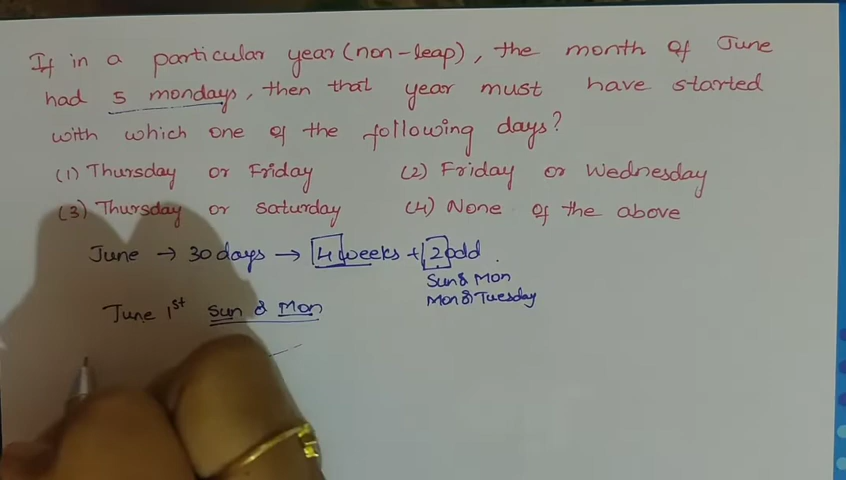 If in a particular year (non-leap), the month of June
had 5 mondays, then that year must have started
with which one of the following days?
(1) Thursday or Friday (2) Friday or Wednesday
(3) Thursday or Saturday (4) None of the above
June → 30 days → 4 weeks + 2 odd.
Sun & Mon
Mon & Tuesday
June 1st Sun & Mon